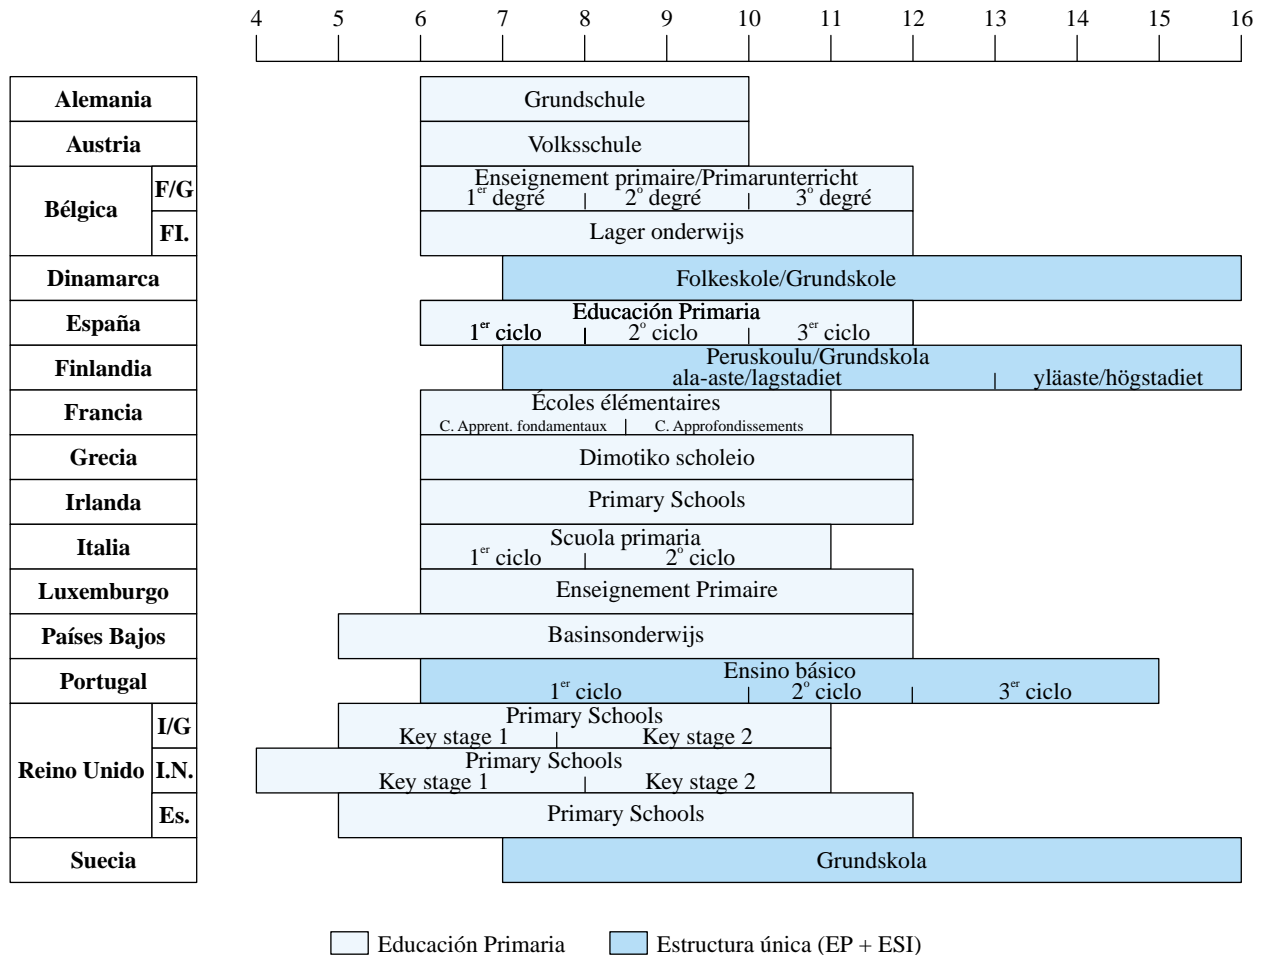 4 5 6 7 8 9 10 11 12 13 14 15 16
Alemania
Grundschule
Austria
Volksschule
Bélgica
F/G
Enseignement primaire/Primarunterricht
1er degré 2º degré 3º degré
FI.
Lager onderwijs
Dinamarca
Folkeskole/Grundskole
España
Educación Primaria
1er ciclo 2º ciclo 3er ciclo
Finlandia
Peruskoulu/Grundskola
ala-aste/lagstadiet yläaste/högstadiet
Francia
Écoles élémentaires
C. Apprent. fondamentaux C. Approfondissements
Grecia
Dimotiko scholeio
Irlanda
Primary Schools
Italia
Scuola primaria
1er ciclo 2º ciclo
Luxemburgo
Enseignement Primaire
Países Bajos
Basinsonderwijs
Portugal
Ensino básico
1er ciclo 2º ciclo 3er ciclo
Reino Unido
I/G
Primary Schools
Key stage 1 Key stage 2
I.N.
Primary Schools
Key stage 1 Key stage 2
Es.
Primary Schools
Suecia
Grundskola
Educación Primaria Estructura única (EP + ESI)